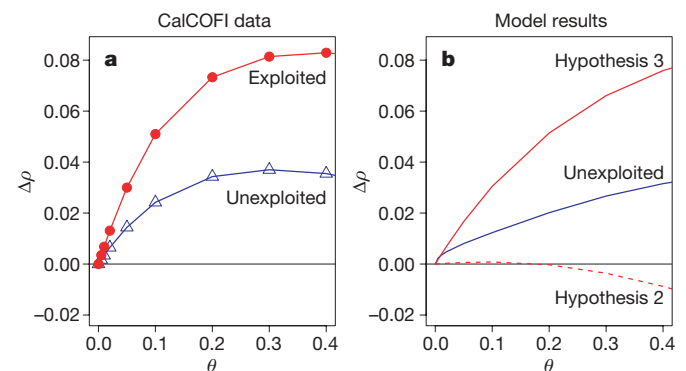 CalCOFI data
a
Exploited
Unexploited
0.08
0.06
0.04
0.02
0.00
–0.02
Δρ
0.0 0.1 0.2 0.3 0.4
θ
Model results
b
Hypothesis 3
Unexploited
Hypothesis 2
0.08
0.06
0.04
0.02
0.00
–0.02
Δρ
0.0 0.1 0.2 0.3 0.4
θ